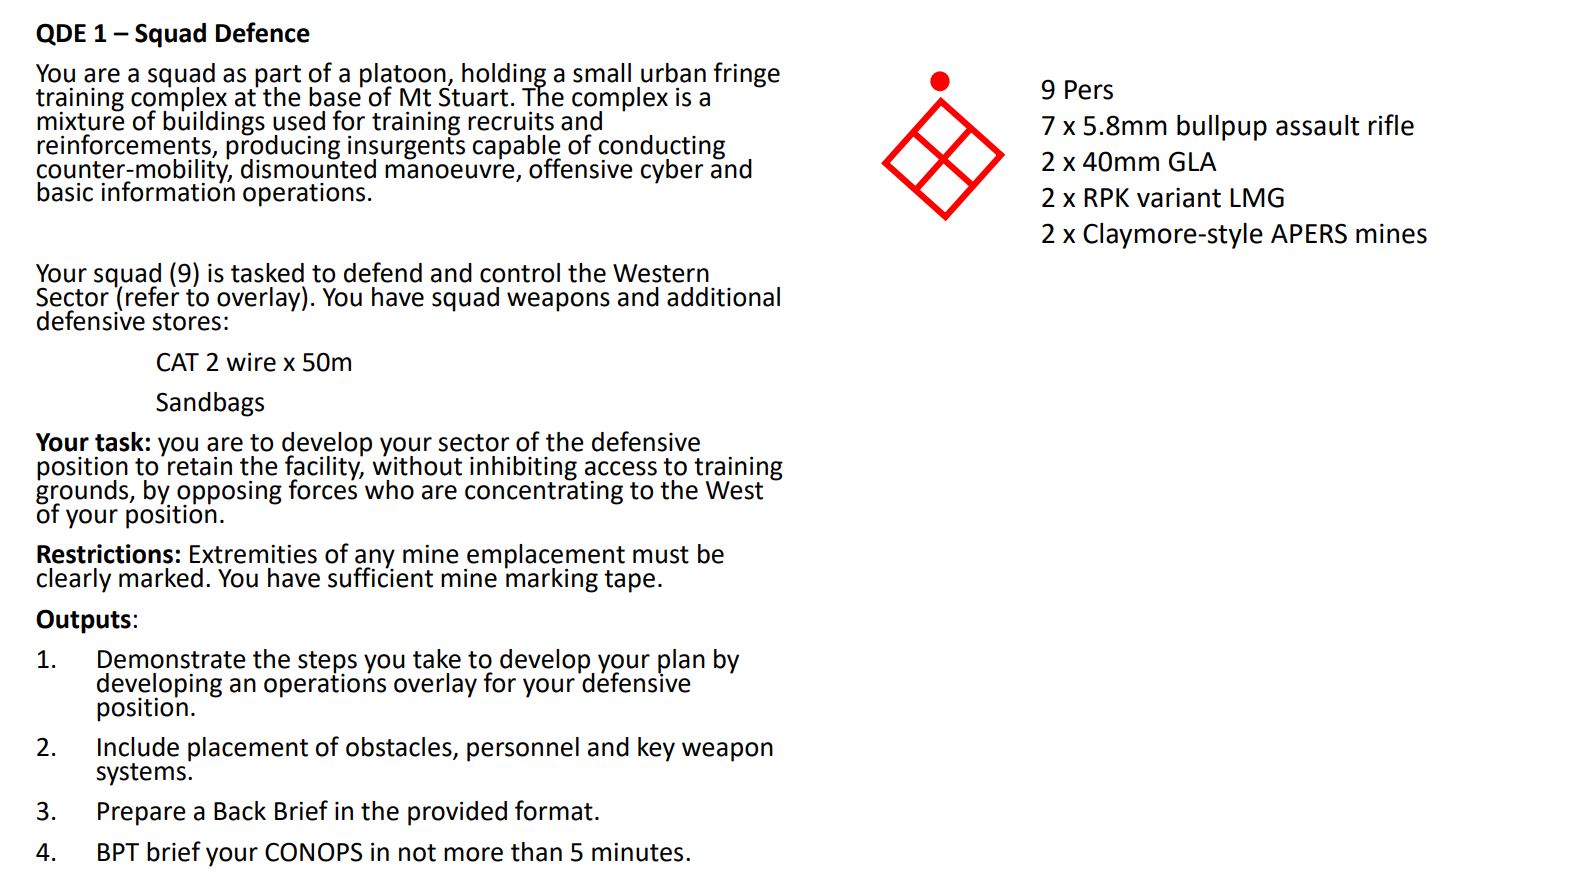 QDE 1 – Squad Defence
You are a squad as part of a platoon, holding a small urban fringe
training complex at the base of Mt Stuart. The complex is a
mixture of buildings used for training recruits and
reinforcements, producing insurgents capable of conducting
counter-mobility, dismounted manoeuvre, offensive cyber and
basic information operations.
Your squad (9) is tasked to defend and control the Western
Sector (refer to overlay). You have squad weapons and additional
defensive stores:
CAT 2 wire x 50m
Sandbags
Your task: you are to develop your sector of the defensive
position to retain the facility, without inhibiting access to training
grounds, by opposing forces who are concentrating to the West
of your position.
Restrictions: Extremities of any mine emplacement must be
clearly marked. You have sufficient mine marking tape.
Outputs:
1. Demonstrate the steps you take to develop your plan by
developing an operations overlay for your defensive
position.
2. Include placement of obstacles, personnel and key weapon
systems.
3. Prepare a Back Brief in the provided format.
4. BPT brief your CONOPS in not more than 5 minutes.
9 Pers
7 x 5.8mm bullpup assault rifle
2 x 40mm GLA
2 x RPK variant LMG
2 x Claymore-style APERS mines